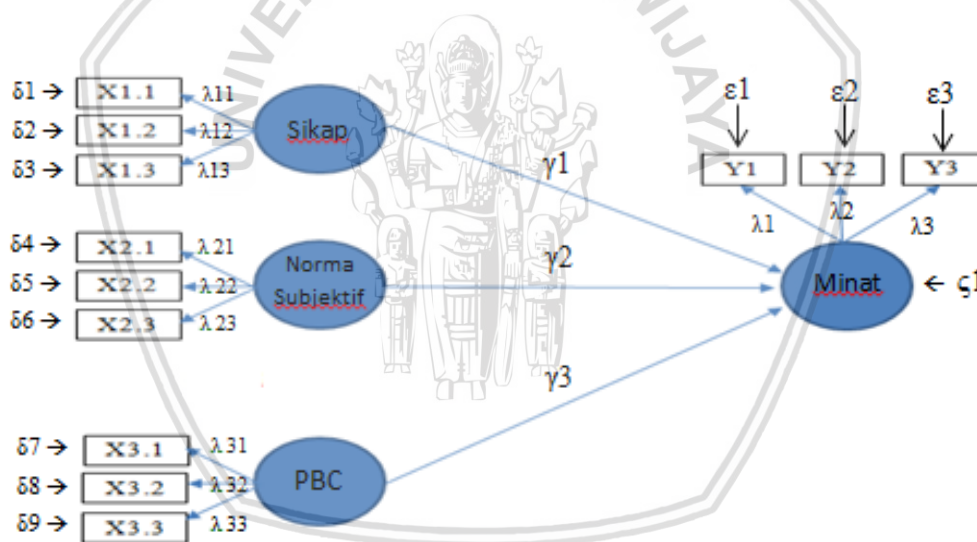 UNIVE
WIJAYA
δ1 → X1.1 λ11
δ2 → X1.2 λ12
δ3 → X1.3 λ13
Sikap
δ4 → X2.1 λ 21
δ5 → X2.2 λ 22
δ6 → X2.3 λ 23
Norma
Subjektif
δ7 → X3.1 λ 31
δ8 → X3.2 λ 32
δ9 → X3.3 λ 33
PBC
γ1
γ2
γ3
ε1 ε2 ε3
Y1 Y2 Y3
λ1 λ2 λ3
Minat
← ς1